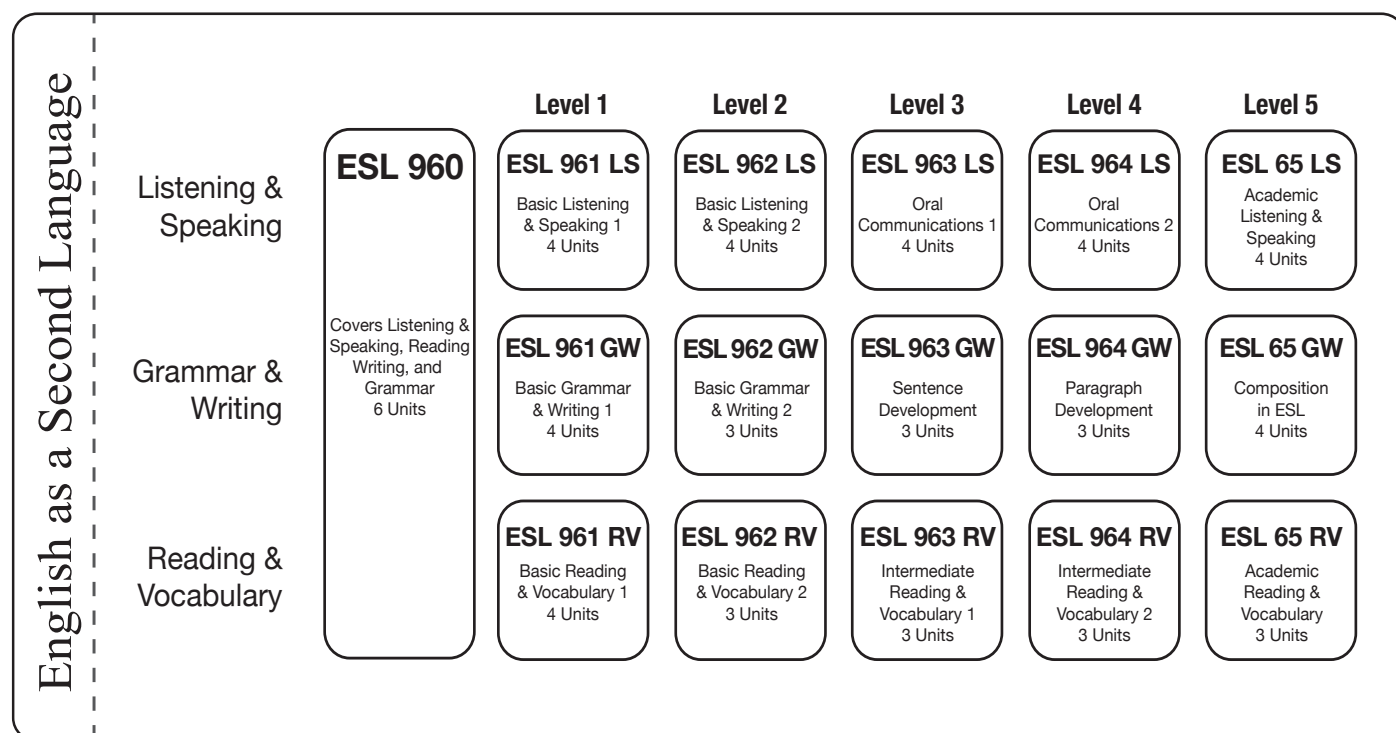 English as a Second Language
Level 1
Level 2
Level 3
Level 4
Level 5
Listening &
Speaking
Grammar &
Writing
Reading &
Vocabulary
ESL 960
Covers Listening &
Speaking, Reading
Writing, and
Grammar
6 Units
ESL 961 LS
Basic Listening
& Speaking 1
4 Units
ESL 962 LS
Basic Listening
& Speaking 2
4 Units
ESL 963 LS
Oral
Communications 1
4 Units
ESL 964 LS
Oral
Communications 2
4 Units
ESL 65 LS
Academic
Listening &
Speaking
4 Units
ESL 961 GW
Basic Grammar
& Writing 1
4 Units
ESL 962 GW
Basic Grammar
& Writing 2
3 Units
ESL 963 GW
Sentence
Development
3 Units
ESL 964 GW
Paragraph
Development
3 Units
ESL 65 GW
Composition
in ESL
4 Units
ESL 961 RV
Basic Reading
& Vocabulary 1
4 Units
ESL 962 RV
Basic Reading
& Vocabulary 2
3 Units
ESL 963 RV
Intermediate
Reading &
Vocabulary 1
3 Units
ESL 964 RV
Intermediate
Reading &
Vocabulary 2
3 Units
ESL 65 RV
Academic
Reading &
Vocabulary
3 Units